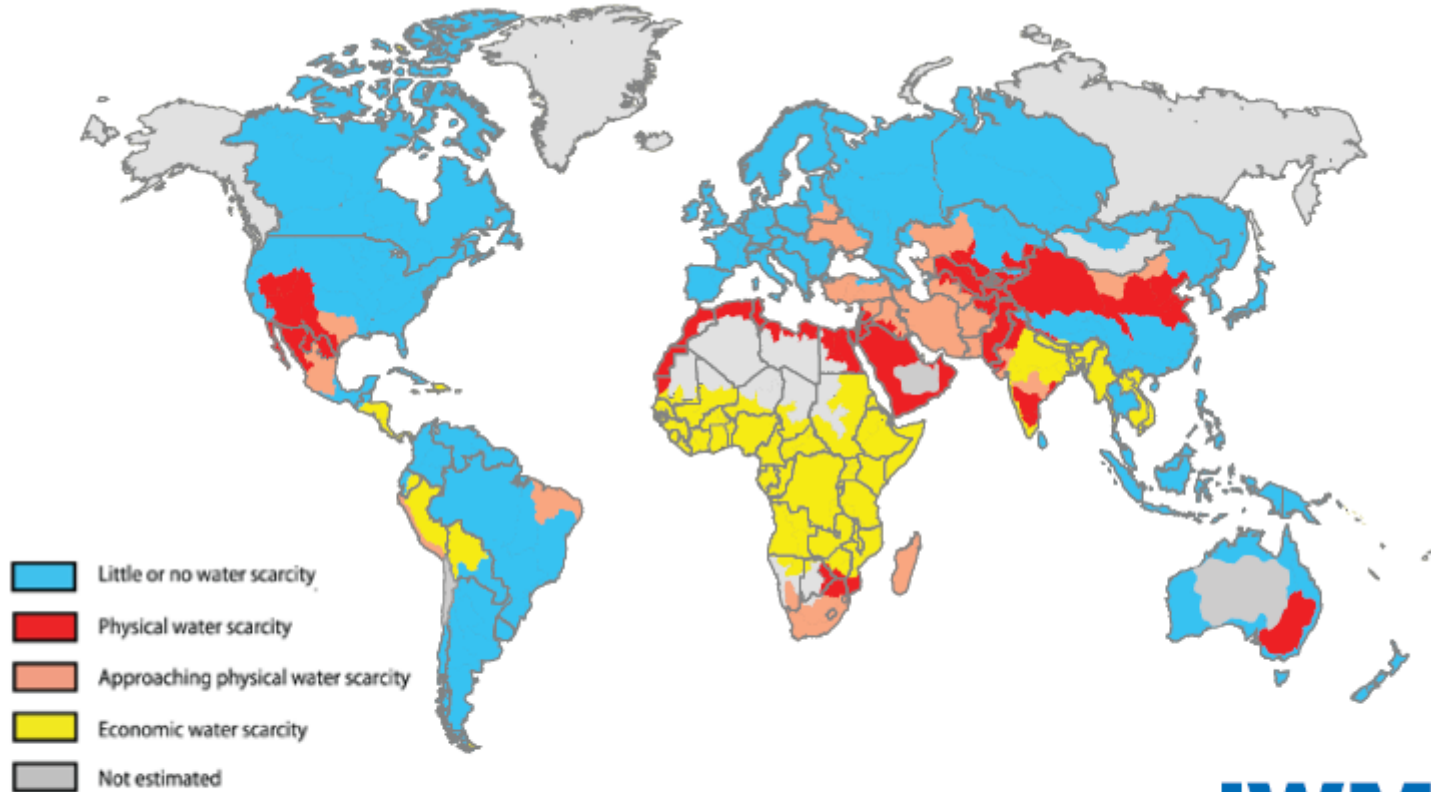 Little or no water scarcity
Physical water scarcity
Approaching physical water scarcity
Economic water scarcity
Not estimated